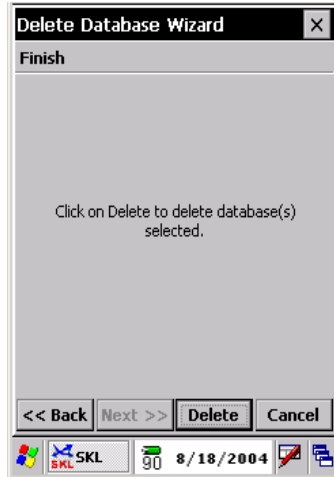 Delete Database Wizard
Finish
Click on Delete to delete database(s)
selected.
<< Back Next >> Delete Cancel
SKL SKL 90 8/18/2004